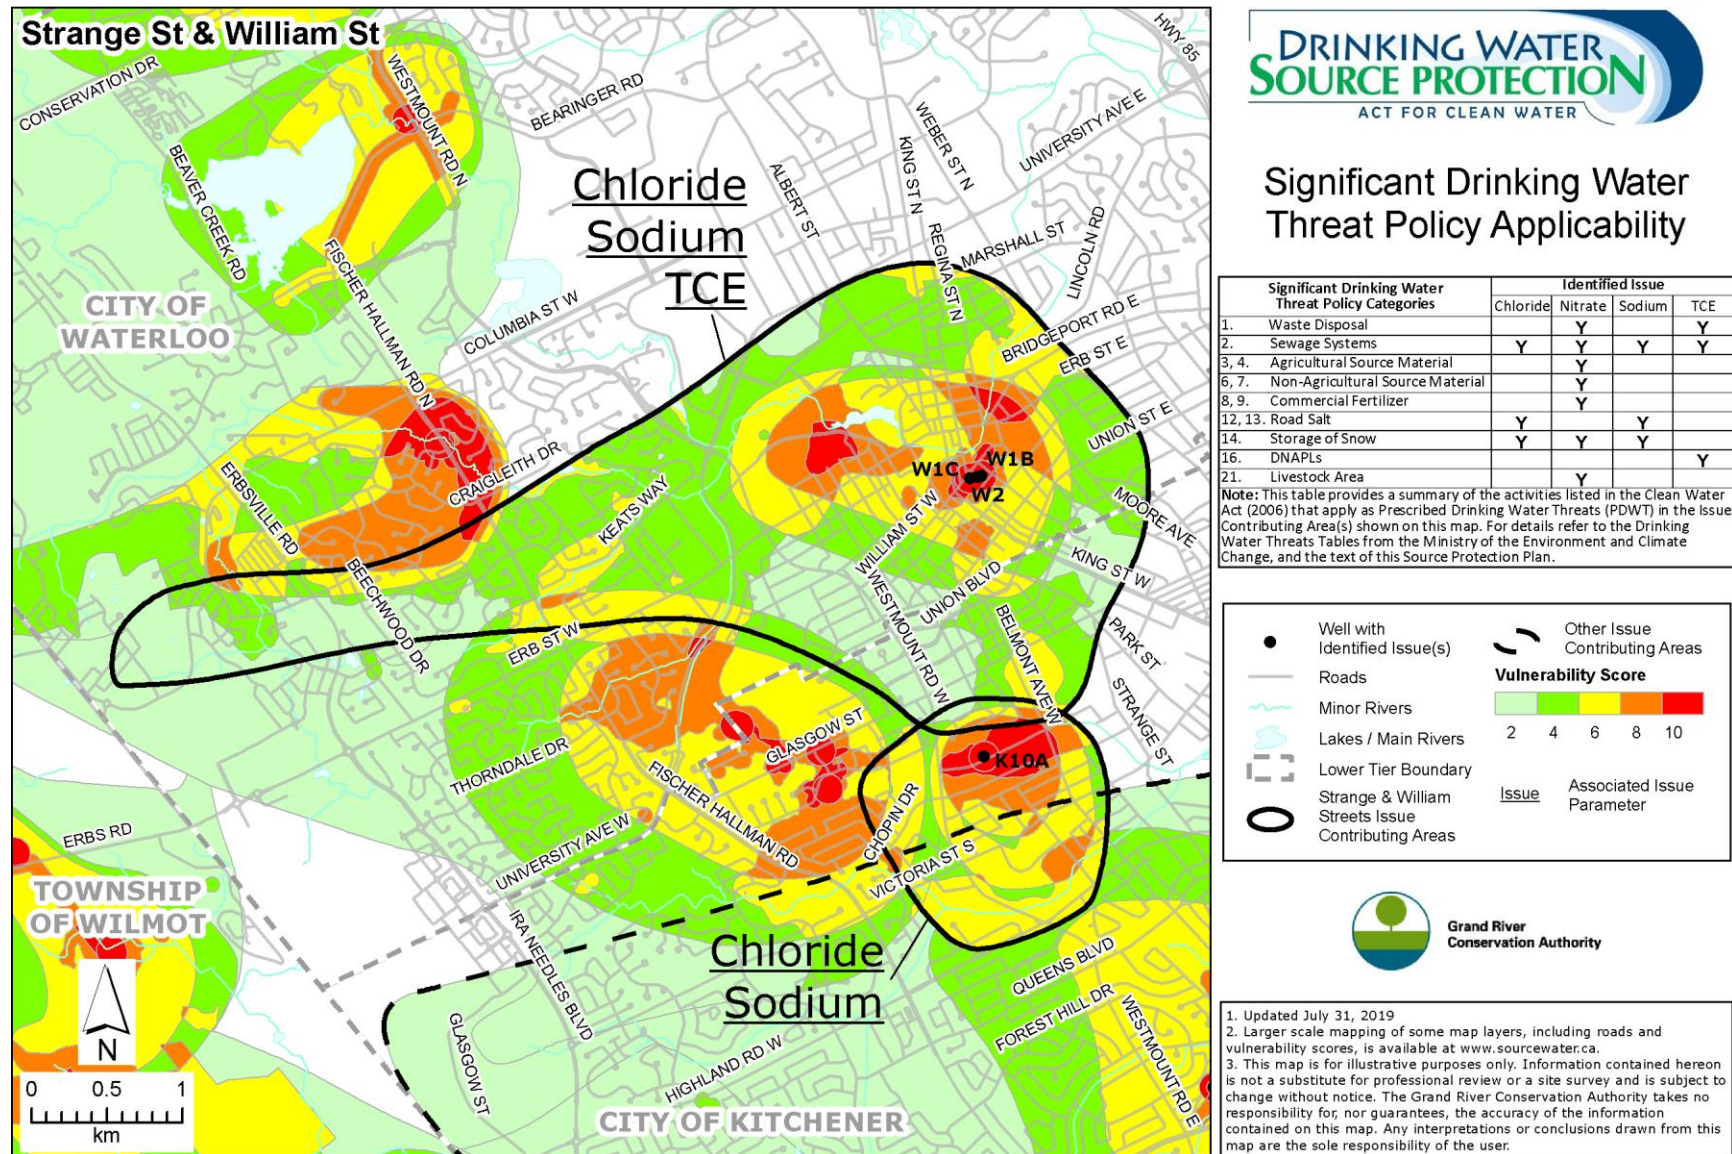 Strange St & William St
CONSERVATION DR
BEAVER CREEK RD
WESTMOUNT RD N
BEARINGER RD
HWY 85
WEBER ST N
KING ST N
UNIVERSITY AVE E
ALBERT ST
REGINA ST N
MARSHALL ST
LINCOLN RD
Chloride
Sodium
TCE
FISCHER HALLMAN RD N
CITY OF
WATERLOO
COLUMBIA ST W
BRIDGEPORT RD E
ERB ST E
UNION ST E
CRAIGLEITH DR
ERBSVILLE RD
KEATS WAY
W1C
W1B
W2
MOORE AVE
WILLIAM ST W
KING ST W
BEECHWOOD DR
WESTMOUNT RD W
UNION BLVD
BELMONT AVE W
PARK ST
ERB ST W
STRANGE ST
GLASGOW ST
THORNDALE DR
FISCHER HALLMAN RD
K10A
CHOPIN DR
ERBS RD
UNIVERSITY AVE W
VICTORIA ST S
TOWNSHIP
OF WILMOT
IRA NEEDLES BLVD
Chloride
Sodium
QUEENS BLVD
FOREST HILL DR
WESTMOUNT RD E
GLASGOW ST
HIGHLAND RD W
CITY OF KITCHENER
N
0 0.5 1
km
DRINKING WATER
SOURCE PROTECTION
ACT FOR CLEAN WATER
Significant Drinking Water
Threat Policy Applicability
Significant Drinking Water
Threat Policy Categories
Identified Issue
Chloride Nitrate Sodium TCE
1. Waste Disposal Y Y
2. Sewage Systems Y Y Y Y
3, 4. Agricultural Source Material Y
6, 7. Non-Agricultural Source Material Y
8, 9. Commercial Fertilizer Y
12, 13. Road Salt Y Y
14. Storage of Snow Y Y Y
16. DNAPLs Y
21. Livestock Area Y
Note: This table provides a summary of the activities listed in the Clean Water
Act (2006) that apply as Prescribed Drinking Water Threats (PDWT) in the Issue
Contributing Area(s) shown on this map. For details refer to the Drinking
Water Threats Tables from the Ministry of the Environment and Climate
Change, and the text of this Source Protection Plan.
Well with
Identified Issue(s)
Roads
Minor Rivers
Lakes / Main Rivers
Lower Tier Boundary
Strange & William
Streets Issue
Contributing Areas
Other Issue
Contributing Areas
Vulnerability Score
2 4 6 8 10
Issue
Associated Issue
Parameter
Grand River
Conservation Authority
1. Updated July 31, 2019
2. Larger scale mapping of some map layers, including roads and
vulnerability scores, is available at www.sourcewater.ca.
3. This map is for illustrative purposes only. Information contained hereon
is not a substitute for professional review or a site survey and is subject to
change without notice. The Grand River Conservation Authority takes no
responsibility for, nor guarantees, the accuracy of the information
contained on this map. Any interpretations or conclusions drawn from this
map are the sole responsibility of the user.